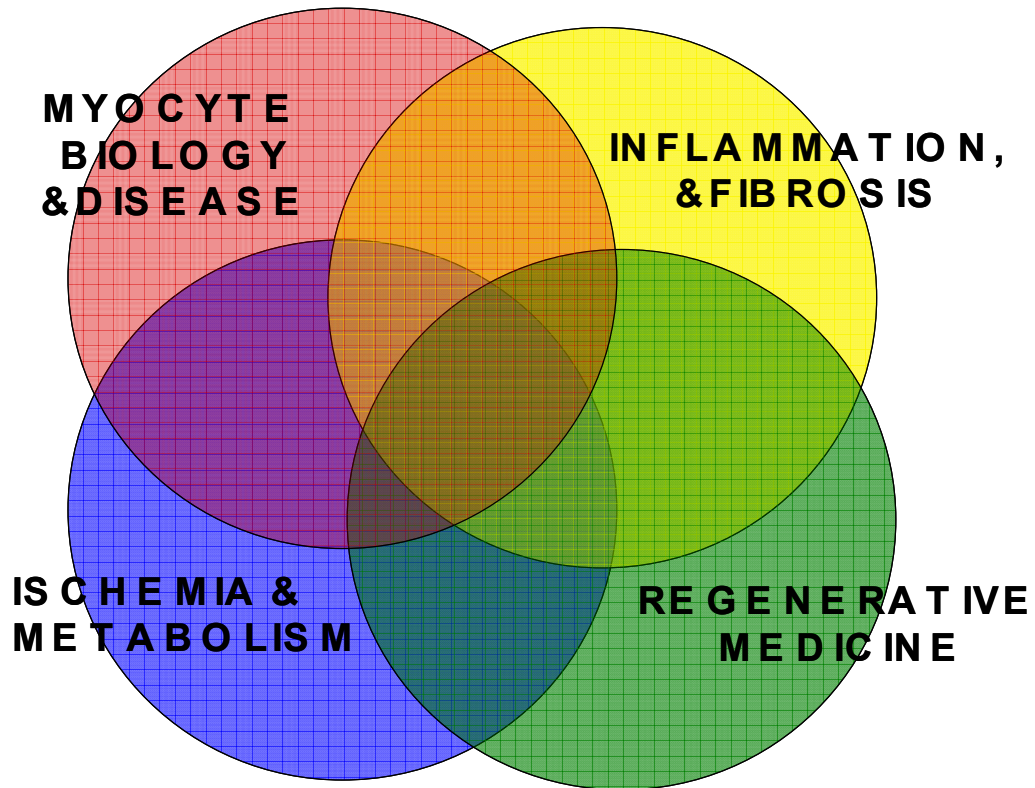 MYOCYTE
BIOLOGY
&DISEASE
INFLAMMATION,
&FIBROSIS
ISCHEMIA &
METABOLISM
REGENERATIVE
MEDICINE